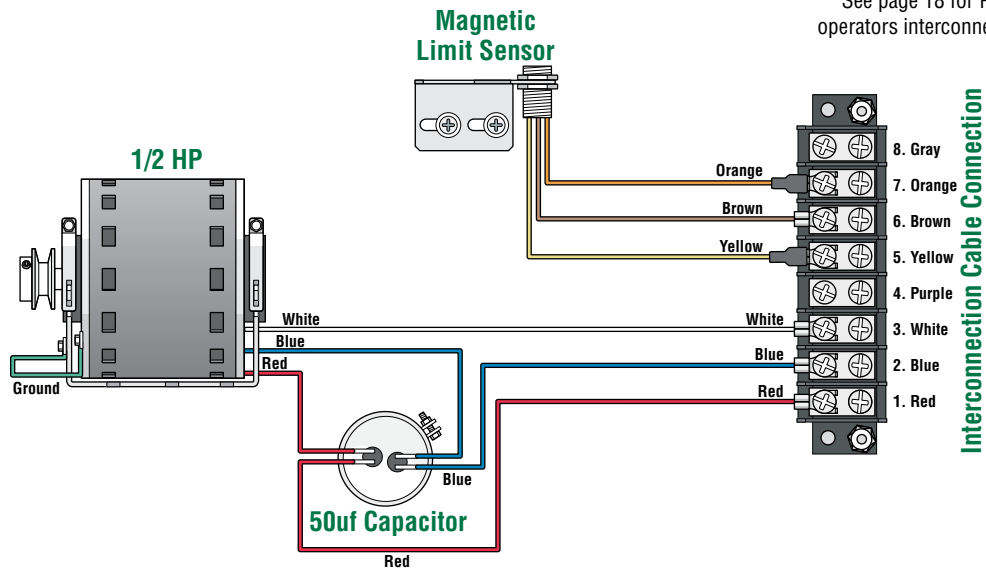 See page 18 for
operators interconne
Magnetic
Limit Sensor
1/2 HP
Orange
Brown
Yellow
White
White
Blue
Blue
Red
Red
Ground
Blue
50uf Capacitor
Red
8. Gray
7. Orange
6. Brown
5. Yellow
4. Purple
3. White
2. Blue
1. Red
Interconnection Cable Connection